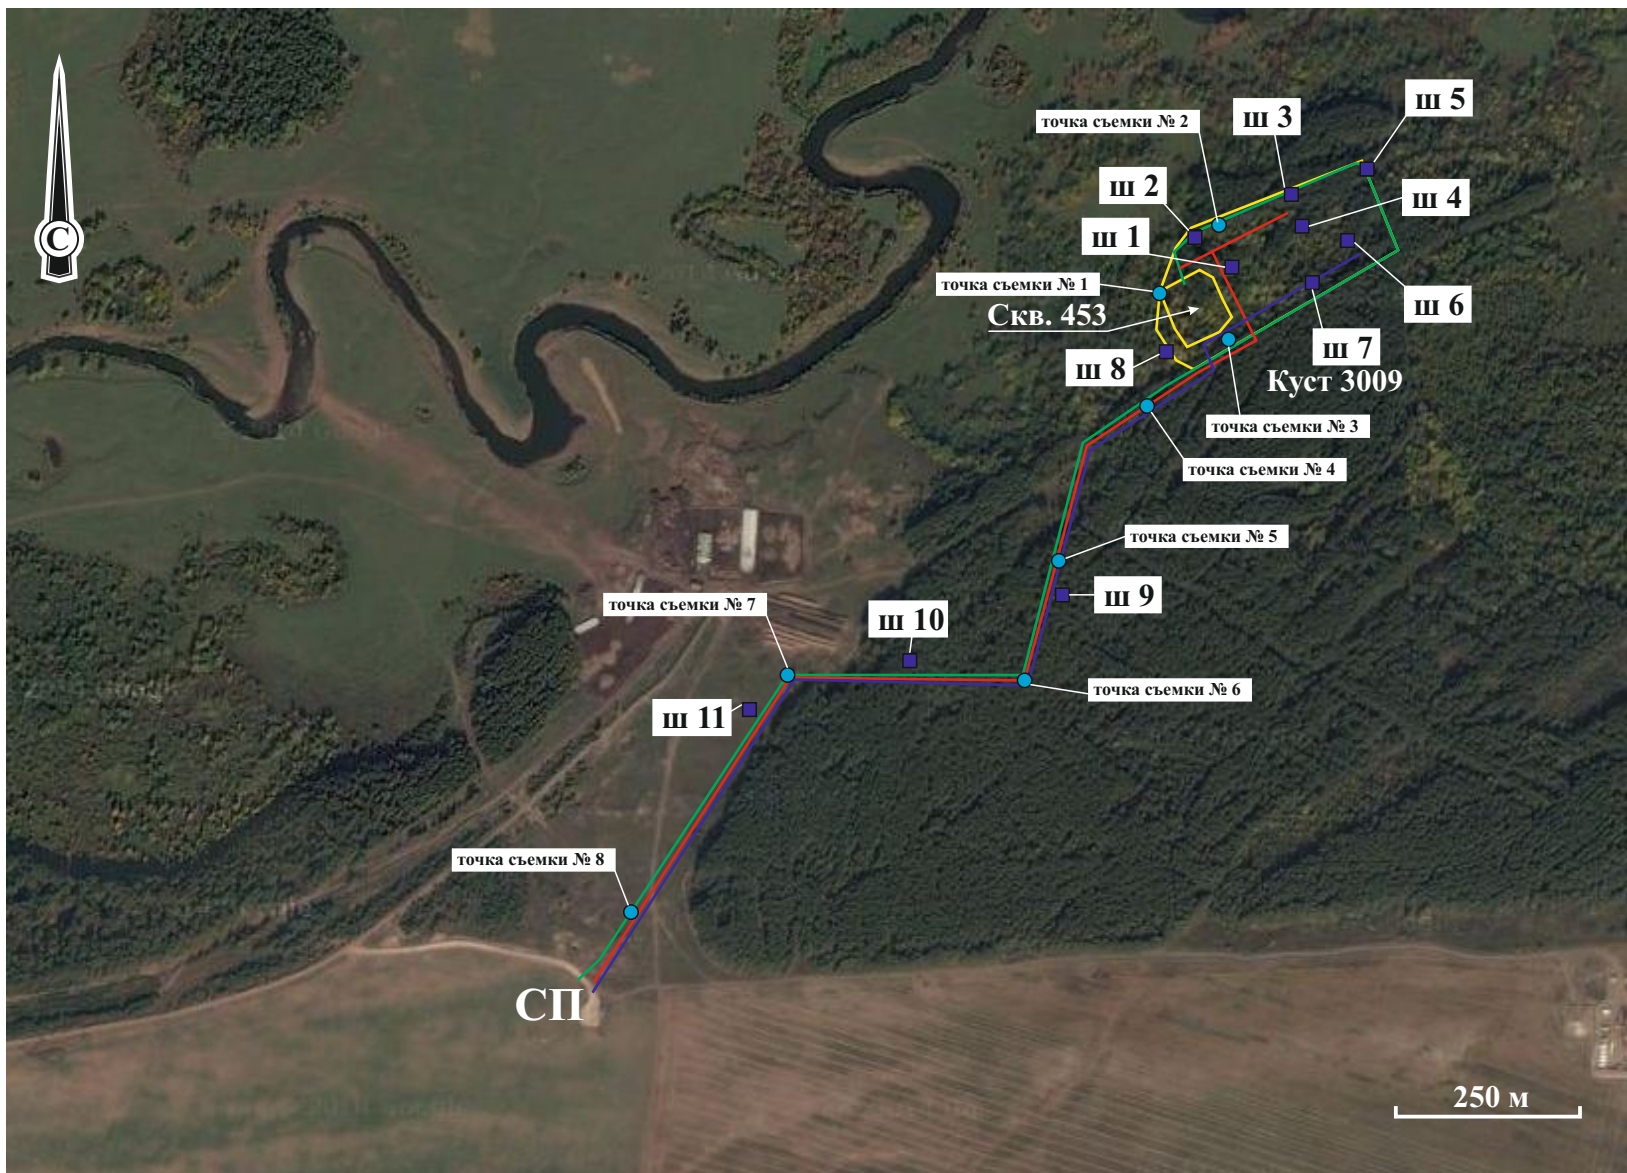 ш 5
ш 3
точка съемки № 2
ш 2
ш 4
С
ш 1
точка съемки № 1
Скв. 453
ш 6
ш 7
ш 8
Куст 3009
точка съемки № 3
точка съемки № 4
точка съемки № 5
ш 9
точка съемки № 7
ш 10
точка съемки № 6
ш 11
точка съемки № 8
СП
250 м